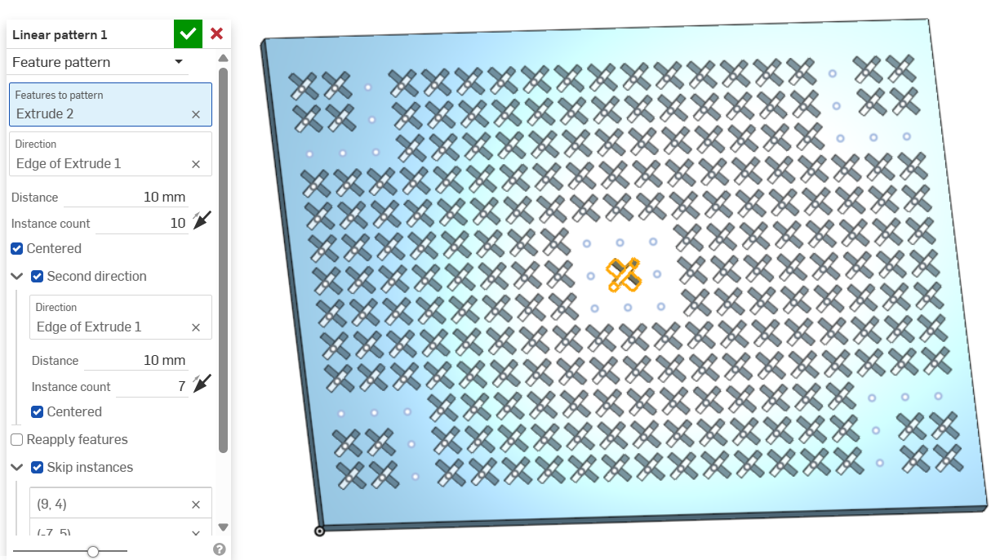 Linear pattern 1
Feature pattern
Features to pattern
Extrude 2
Direction
Edge of Extrude 1
Distance 10 mm
Instance count 10
Centered
Second direction
Direction
Edge of Extrude 1
Distance 10 mm
Instance count 7
Centered
Reapply features
Skip instances
(9, 4)
(-7, 5)